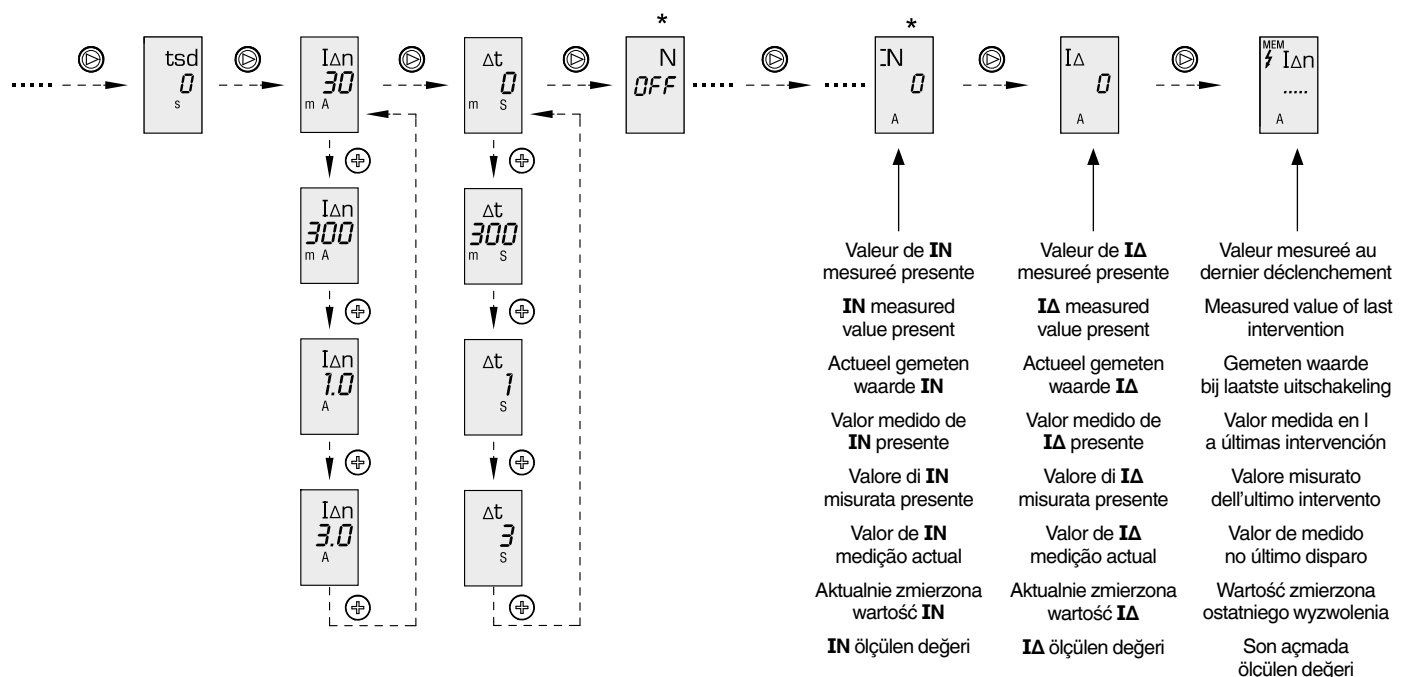 *
*
tsd
0
s
IΔn
30
m A
Δt
0
m S
N
OFF
IN
0
A
IΔ
0
A
MEM
IΔn
.....
A
IΔn
300
m A
Δt
300
m S
IΔn
1.0
A
Δt
1
S
IΔn
3.0
A
Δt
3
S
Valeur de IN
mesureé presente
IN measured
value present
Actueel gemeten
waarde IN
Valor medido de
IN presente
Valore di IN
misurata presente
Valor de IN
medição actual
Aktualnie zmierzona
wartość IN
IN ölçülen değeri
Valeur de IΔ
mesureé presente
IΔ measured
value present
Actueel gemeten
waarde IΔ
Valor medido de
IΔ presente
Valore di IΔ
misurata presente
Valor de IΔ
medição actual
Aktualnie zmierzona
wartość IΔ
IΔ ölçülen değeri
Valeur mesureé au
dernier déclenchement
Measured value of last
intervention
Gemeten waarde
bij laatste uitschakeling
Valor medida en l
a últimas intervención
Valore misurato
dell'ultimo intervento
Valor de medido
no último disparo
Wartość zmierzona
ostatniego wyzwolenia
Son açmada
ölcülen değeri